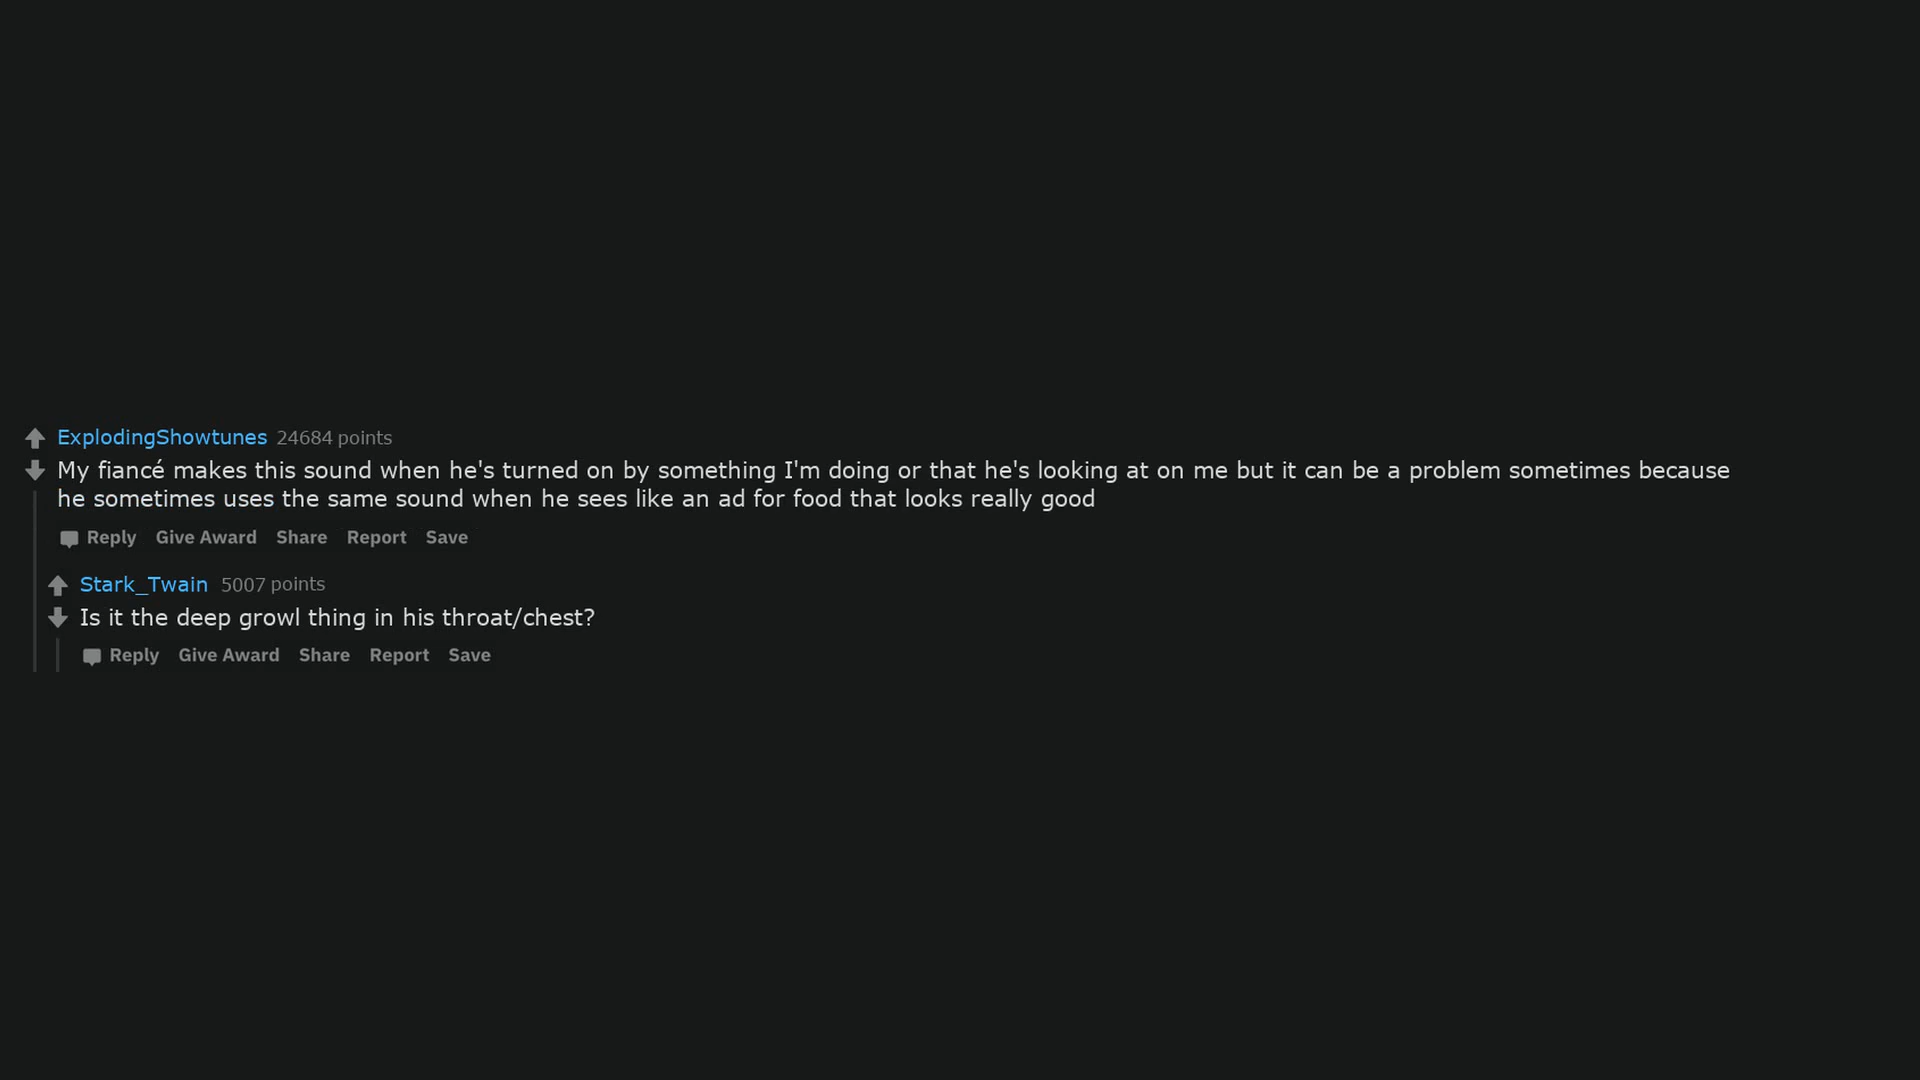 ExplodingShowtunes 24684 points
My fiancé makes this sound when he's turned on by something I'm doing or that he's looking at on me but it can be a problem sometimes because
he sometimes uses the same sound when he sees like an ad for food that looks really good
Reply Give Award Share Report Save
Stark_Twain 5007 points
Is it the deep growl thing in his throat/chest?
Reply Give Award Share Report Save